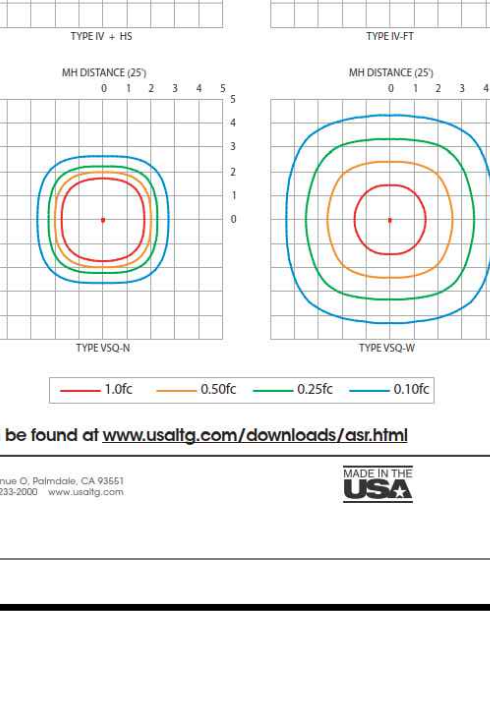 TYPE IV + HS
TYPE IV-FT
MH DISTANCE (25')
0 1 2 3 4 5
5
4
3
2
1
0
TYPE VSQ-N
MH DISTANCE (25')
0 1 2 3 4
TYPE VSQ-W
1.0fc 0.50fc 0.25fc 0.10fc
be found at www.usaltg.com/downloads/asr.html
nue O, Palmdale, CA 93551
233-2000 www.usaltg.com
MADE IN THE
USA